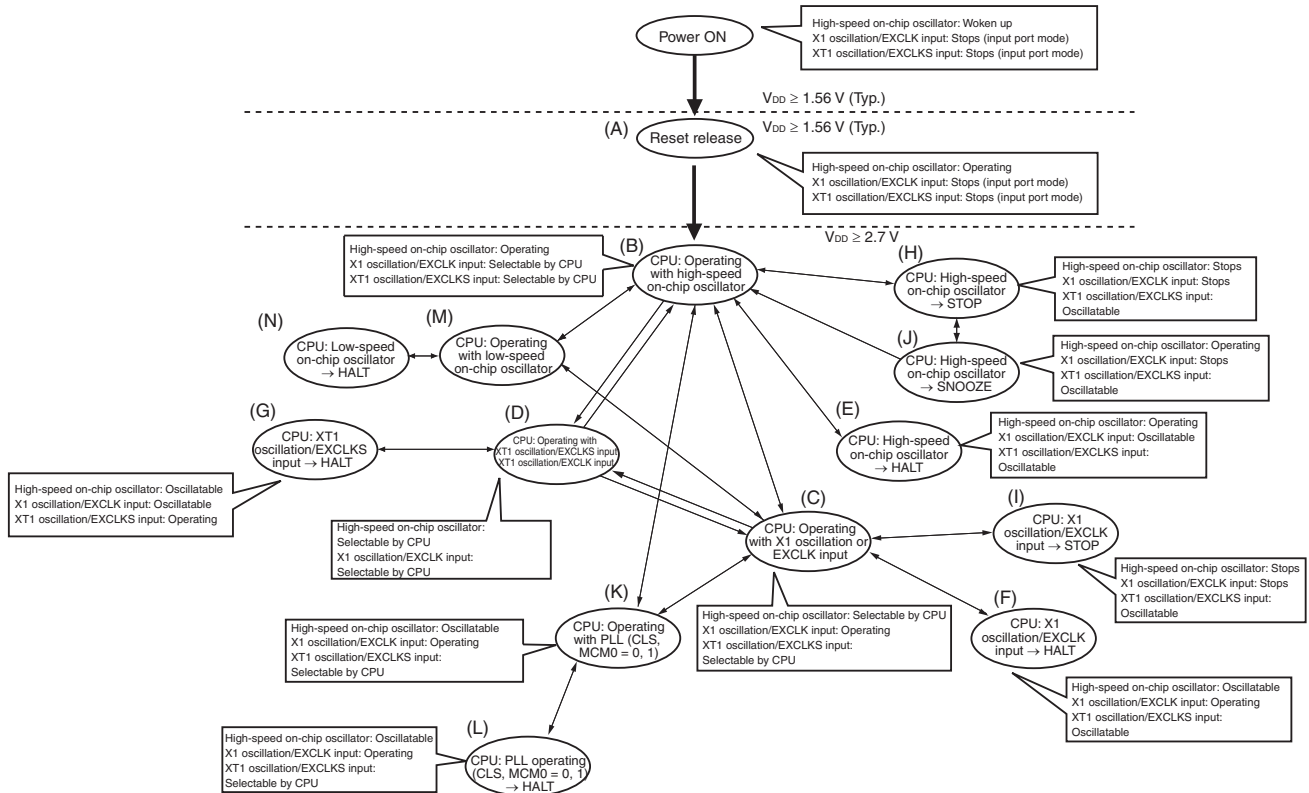 Power ON
High-speed on-chip oscillator: Woken up
X1 oscillation/EXCLK input: Stops (input port mode)
XT1 oscillation/EXCLKS input: Stops (input port mode)
VDD ≥ 1.56 V (Typ.)
(A)
Reset release
VDD ≥ 1.56 V (Typ.)
High-speed on-chip oscillator: Operating
X1 oscillation/EXCLK input: Stops (input port mode)
XT1 oscillation/EXCLKS input: Stops (input port mode)
VDD ≥ 2.7 V
High-speed on-chip oscillator: Operating
X1 oscillation/EXCLK input: Selectable by CPU
XT1 oscillation/EXCLKS input: Selectable by CPU
(B)
CPU: Operating
with high-speed
on-chip oscillator
(H)
CPU: High-speed
on-chip oscillator
→ STOP
High-speed on-chip oscillator: Stops
X1 oscillation/EXCLK input: Stops
XT1 oscillation/EXCLKS input:
Oscillatable
(N)
CPU: Low-speed
on-chip oscillator
→ HALT
(M)
CPU: Operating
with low-speed
on-chip oscillator
(J)
CPU: High-speed
on-chip oscillator
→ SNOOZE
High-speed on-chip oscillator: Operating
X1 oscillation/EXCLK input: Stops
XT1 oscillation/EXCLKS input:
Oscillatable
(G)
CPU: XT1
oscillation/EXCLKS
input → HALT
High-speed on-chip oscillator: Oscillatable
X1 oscillation/EXCLK input: Oscillatable
XT1 oscillation/EXCLKS input: Operating
(D)
CPU: Operating with
XT1 oscillation/EXCLKS input
XT1 oscillation/EXCLK input
High-speed on-chip oscillator:
Selectable by CPU
X1 oscillation/EXCLK input:
Selectable by CPU
(E)
CPU: High-speed
on-chip oscillator
→ HALT
High-speed on-chip oscillator: Operating
X1 oscillation/EXCLK input: Oscillatable
XT1 oscillation/EXCLKS input:
Oscillatable
(C)
CPU: Operating
with X1 oscillation or
EXCLK input
High-speed on-chip oscillator: Selectable by CPU
X1 oscillation/EXCLK input: Operating
XT1 oscillation/EXCLKS input:
Selectable by CPU
(I)
CPU: X1
oscillation/EXCLK
input → STOP
High-speed on-chip oscillator: Stops
X1 oscillation/EXCLK input: Stops
XT1 oscillation/EXCLKS input:
Oscillatable
(K)
CPU: Operating
with PLL (CLS,
MCM0 = 0, 1)
High-speed on-chip oscillator: Oscillatable
X1 oscillation/EXCLK input: Operating
XT1 oscillation/EXCLKS input:
Selectable by CPU
(F)
CPU: X1
oscillation/EXCLK
input → HALT
High-speed on-chip oscillator: Oscillatable
X1 oscillation/EXCLK input: Operating
XT1 oscillation/EXCLKS input:
Oscillatable
(L)
CPU: PLL operating
(CLS, MCM0 = 0, 1)
→ HALT
High-speed on-chip oscillator: Oscillatable
X1 oscillation/EXCLK input: Operating
XT1 oscillation/EXCLKS input:
Selectable by CPU